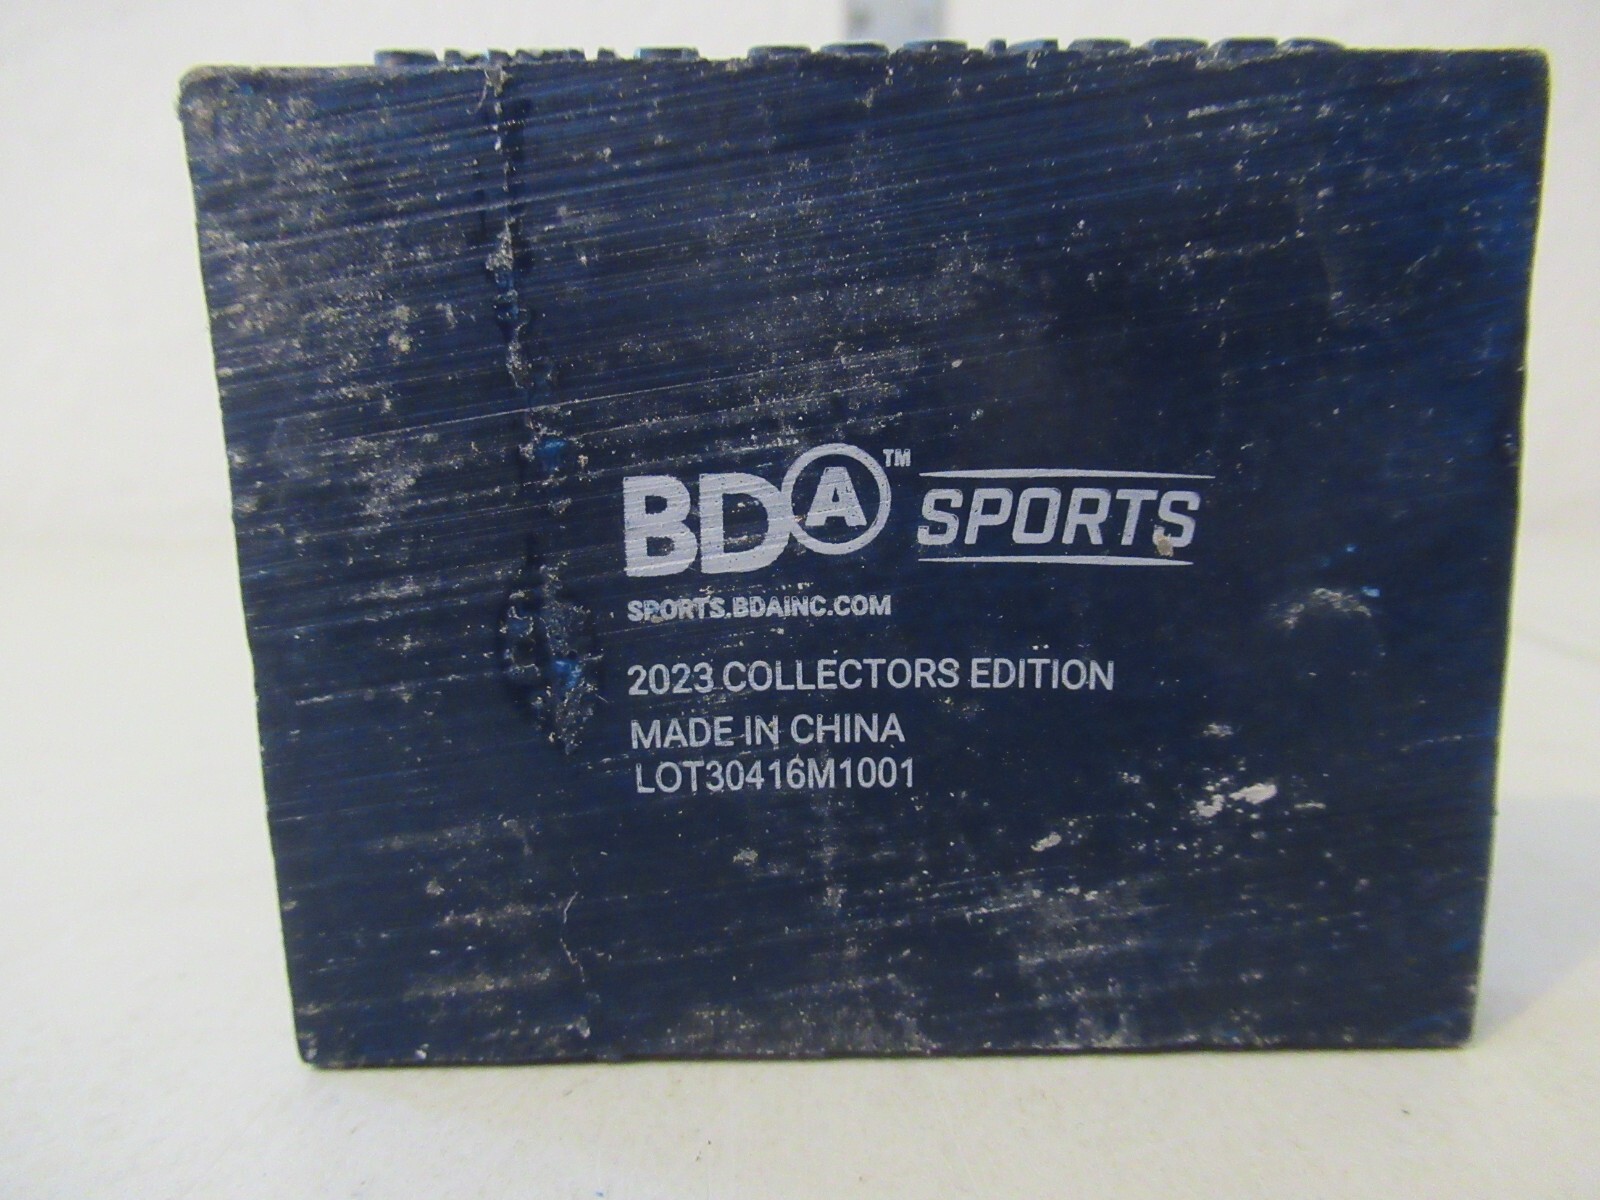 BDA™ SPORTS
SPORTS.BDAINC.COM
2023 COLLECTORS EDITION
MADE IN CHINA
LOT30416M1001